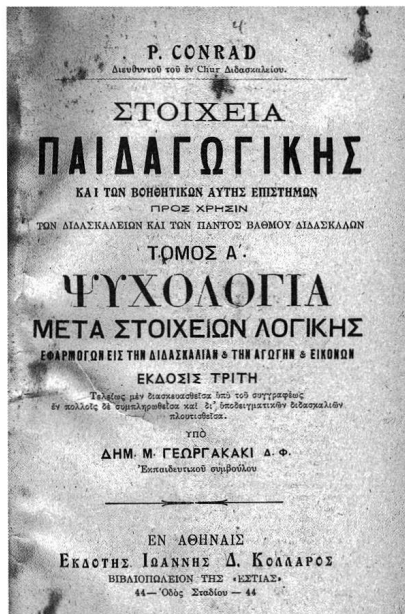 4
P. CONRAD
Διευθυντοῦ τοῦ ἐν Chur Διδασκαλείου.
ΣΤΟΙΧΕΙΑ
ΠΑΙΔΑΓΩΓΙΚΗΣ
ΚΑΙ ΤΩΝ ΒΟΗΘΗΤΙΚΩΝ ΑΥΤΗΣ ΕΠΙΣΤΗΜΩΝ
ΠΡΟΣ ΧΡΗΣΙΝ
ΤΩΝ ΔΙΔΑΣΚΑΛΕΙΩΝ ΚΑΙ ΤΩΝ ΠΑΝΤΟΣ ΒΑΘΜΟΥ ΔΙΔΑΣΚΑΛΩΝ
ΤΟΜΟΣ Α΄.
ΨΥΧΟΛΟΓΙΑ
ΜΕΤΑ ΣΤΟΙΧΕΙΩΝ ΛΟΓΙΚΗΣ
ΕΦΑΡΜΟΓΩΝ ΕΙΣ ΤΗΝ ΔΙΔΑΣΚΑΛΙΑΝ & ΤΗΝ ΑΓΩΓΗΝ & ΕΙΚΟΝΩΝ
ΕΚΔΟΣΙΣ ΤΡΙΤΗ
Τελείως μὲν διασκευασθεῖσα ὑπὸ τοῦ συγγραφέως
ἐν πολλοῖς δὲ συμπληρωθεῖσα καὶ δι' ὑποδειγματικῶν διδασκαλιῶν
πλουτισθεῖσα.
ΥΠΟ
ΔΗΜ. Μ. ΓΕΩΡΓΑΚΑΚΙ Δ. Φ.
Ἐκπαιδευτικοῦ συμβούλου
ΕΝ ΑΘΗΝΑΙΣ
ΕΚΔΟΤΗΣ ΙΩΑΝΝΗΣ Δ. ΚΟΛΛΑΡΟΣ
ΒΙΒΛΙΟΠΩΛΕΙΟΝ ΤΗΣ «ΕΣΤΙΑΣ»
44—Ὁδὸς Σταδίου—44